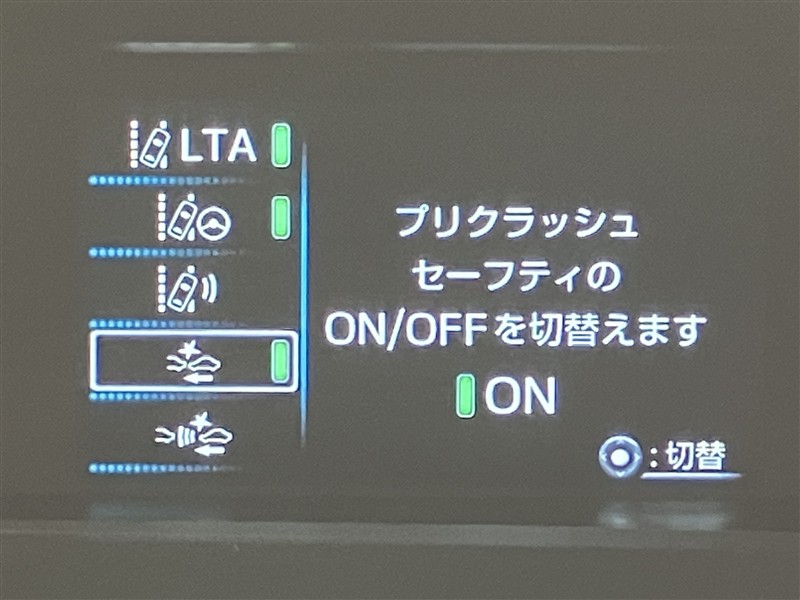 LTA
プリクラッシュ
セーフティの
ON/OFFを切替えます
ON
:切替